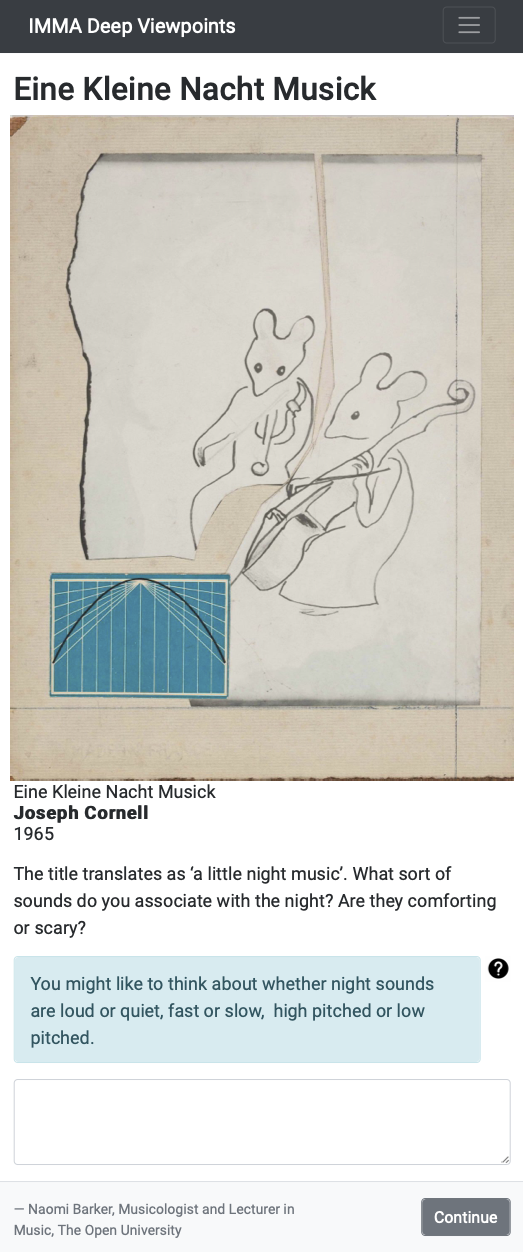 IMMA Deep Viewpoints
Eine Kleine Nacht Musick
Eine Kleine Nacht Musick
Joseph Cornell
1965
The title translates as ‘a little night music’. What sort of
sounds do you associate with the night? Are they comforting
or scary?
You might like to think about whether night sounds
are loud or quiet, fast or slow,  high pitched or low
pitched.
?
— Naomi Barker, Musicologist and Lecturer in
Music, The Open University
Continue